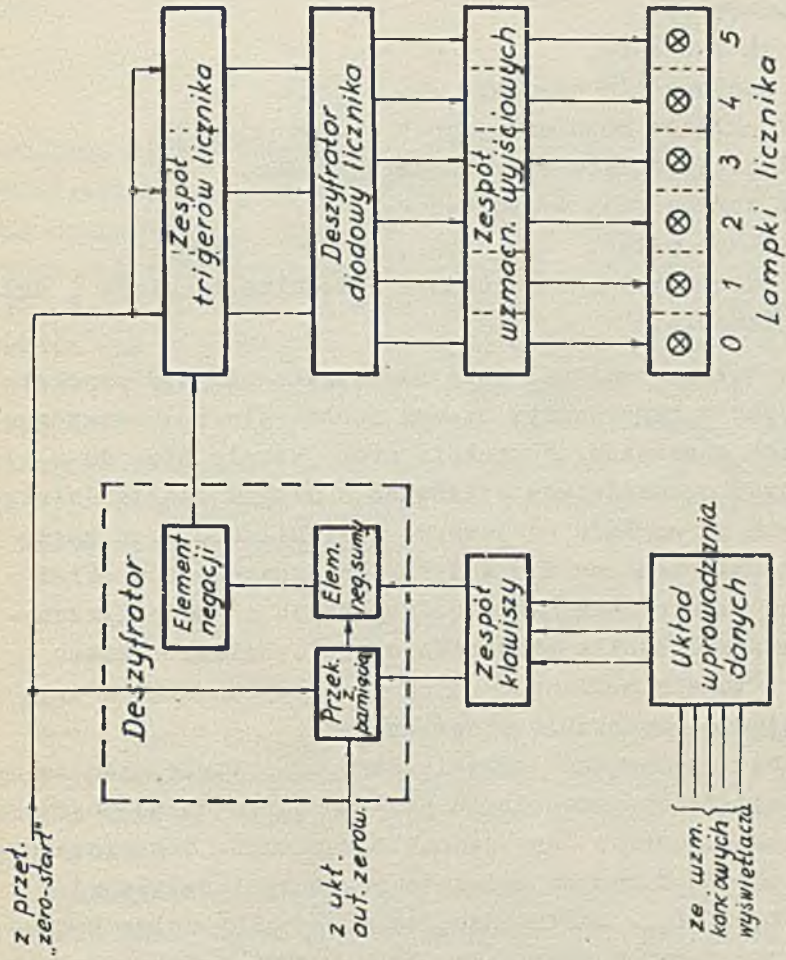 z przeł.
„zero-start"
z ukł.
aut. zerow.
Deszyfrator
Element
negacji
Przek.
z
pamięcią
Elem.
neg.sumy
Zespół
klawiszy
Układ
wprowadzania
danych
ze wzm.
końcowych
wyświetlacza
Zespół
trigerów licznika
Deszyfrator
diodowy licznika
Zespół
wzmacn. wyjściowych
0 1 2 3 4 5
Lampki licznika